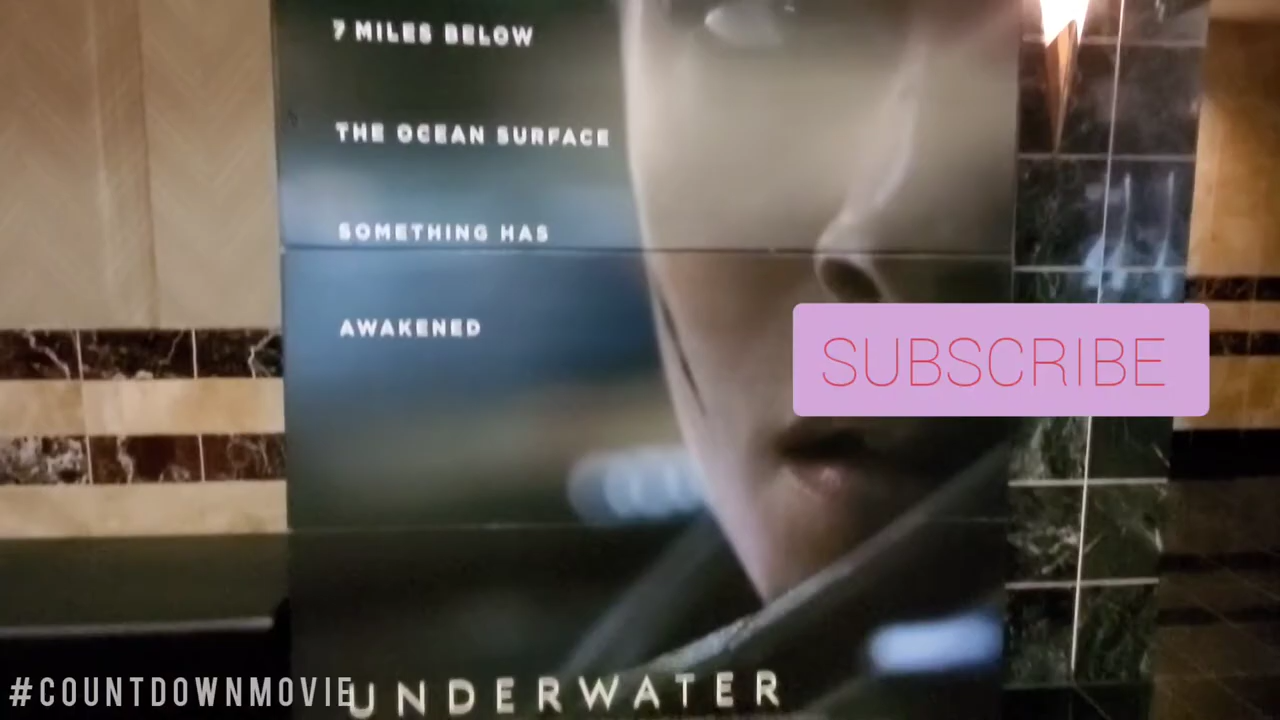 7 MILES BELOW
THE OCEAN SURFACE
SOMETHING HAS
AWAKENED
SUBSCRIBE
#COUNTDOWNMOVIE
UNDERWATER